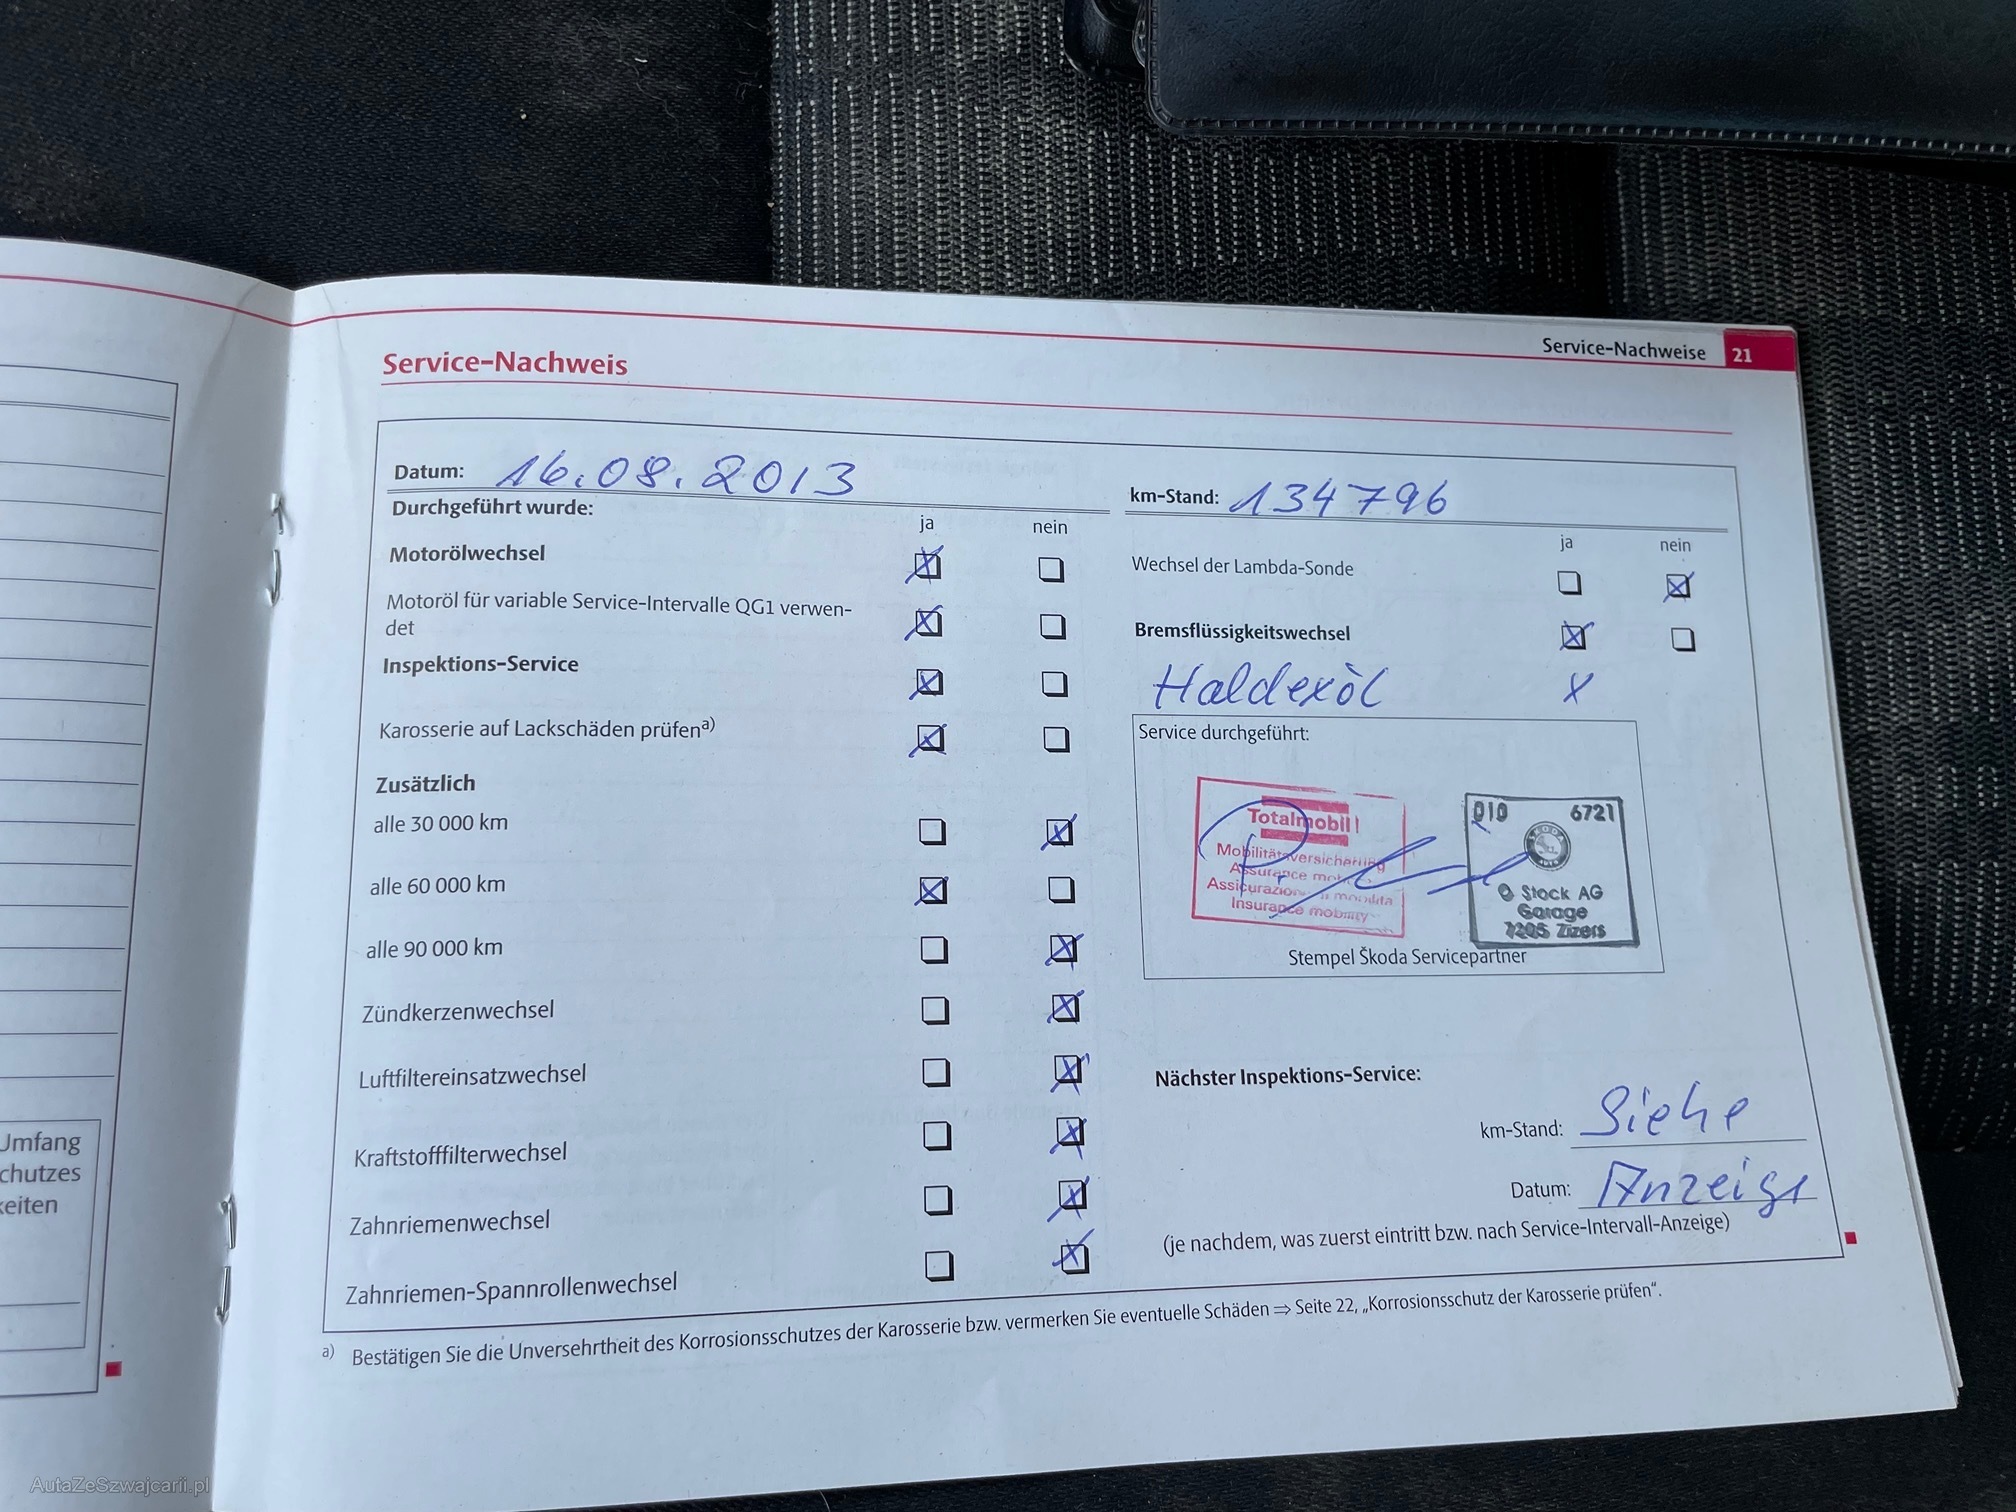 Service-Nachweise 21
Service-Nachweis
Datum: 16.08.2013
km-Stand: 134796
Durchgeführt wurde:
ja nein
Motorölwechsel
Motoröl für variable Service-Intervalle QG1 verwen-
det
Inspektions-Service
Karosserie auf Lackschäden prüfen a)
Zusätzlich
alle 30 000 km
alle 60 000 km
alle 90 000 km
Zündkerzenwechsel
Luftfiltereinsatzwechsel
Kraftstofffilterwechsel
Zahnriemenwechsel
Zahnriemen-Spannrollenwechsel
ja nein
Wechsel der Lambda-Sonde
Bremsflüssigkeitswechsel
Haldexöl x
Service durchgeführt:
Totalmobil!
Mobilitätsversicherung
Assurance
Insurance mobility
010 6721
Stock AG
Garage
7205 Zizers
Stempel Škoda Servicepartner
Nächster Inspektions-Service:
km-Stand: Siehe
Datum: Anzeige
(je nachdem, was zuerst eintritt bzw. nach Service-Intervall-Anzeige)
a) Bestätigen Sie die Unversehrtheit des Korrosionsschutzes der Karosserie bzw. vermerken Sie eventuelle Schäden ⇒ Seite 22, „Korrosionsschutz der Karosserie prüfen“.
Umfang
chutzes
keiten
AutaZeSzwajcarii.pl